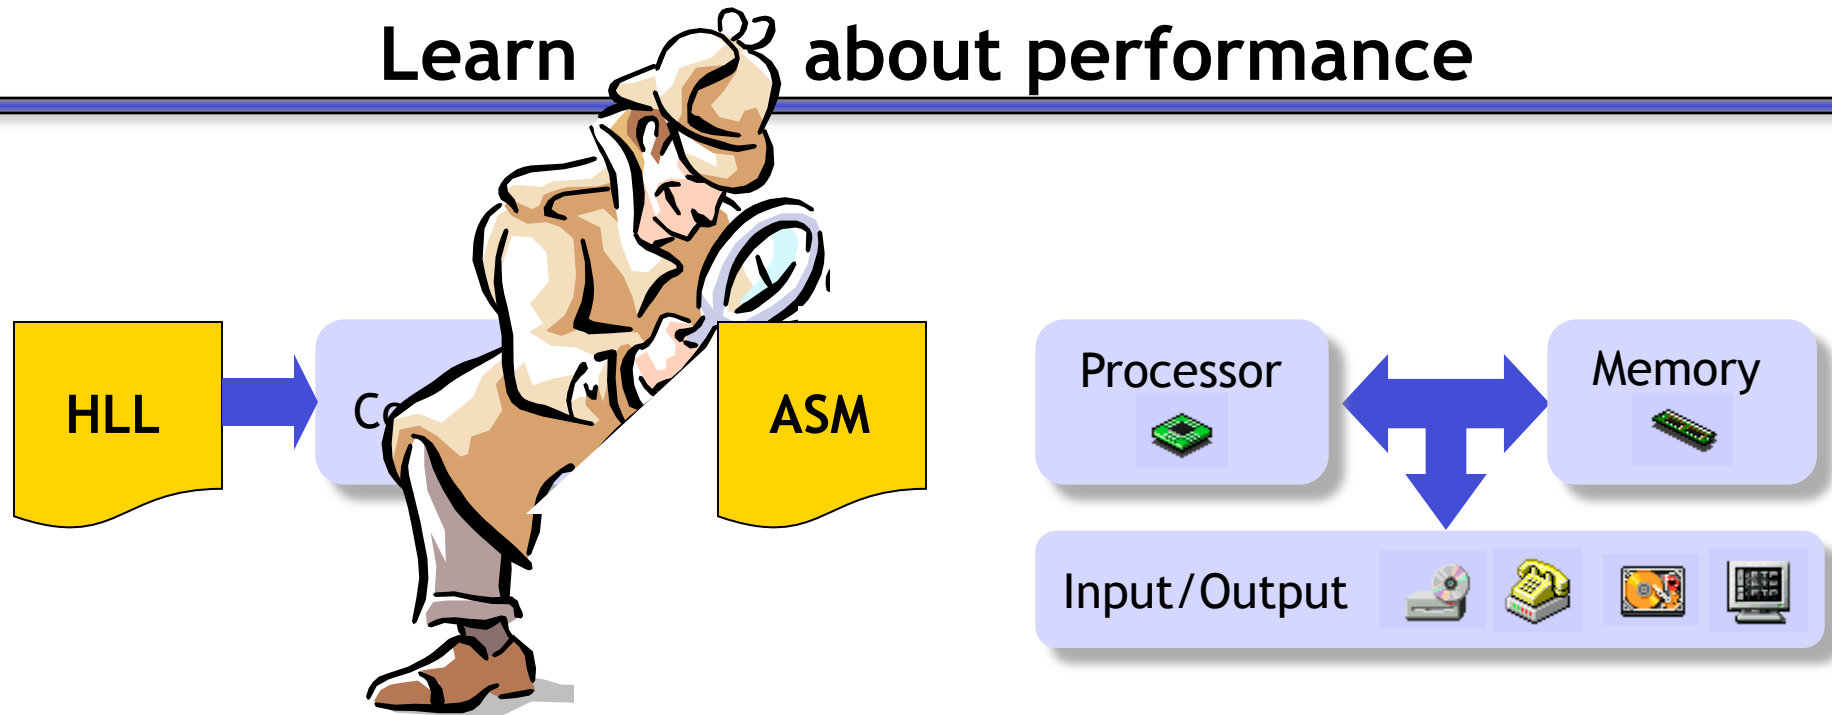 Learn about performance
HLL
ASM
Processor
Memory
Input/Output